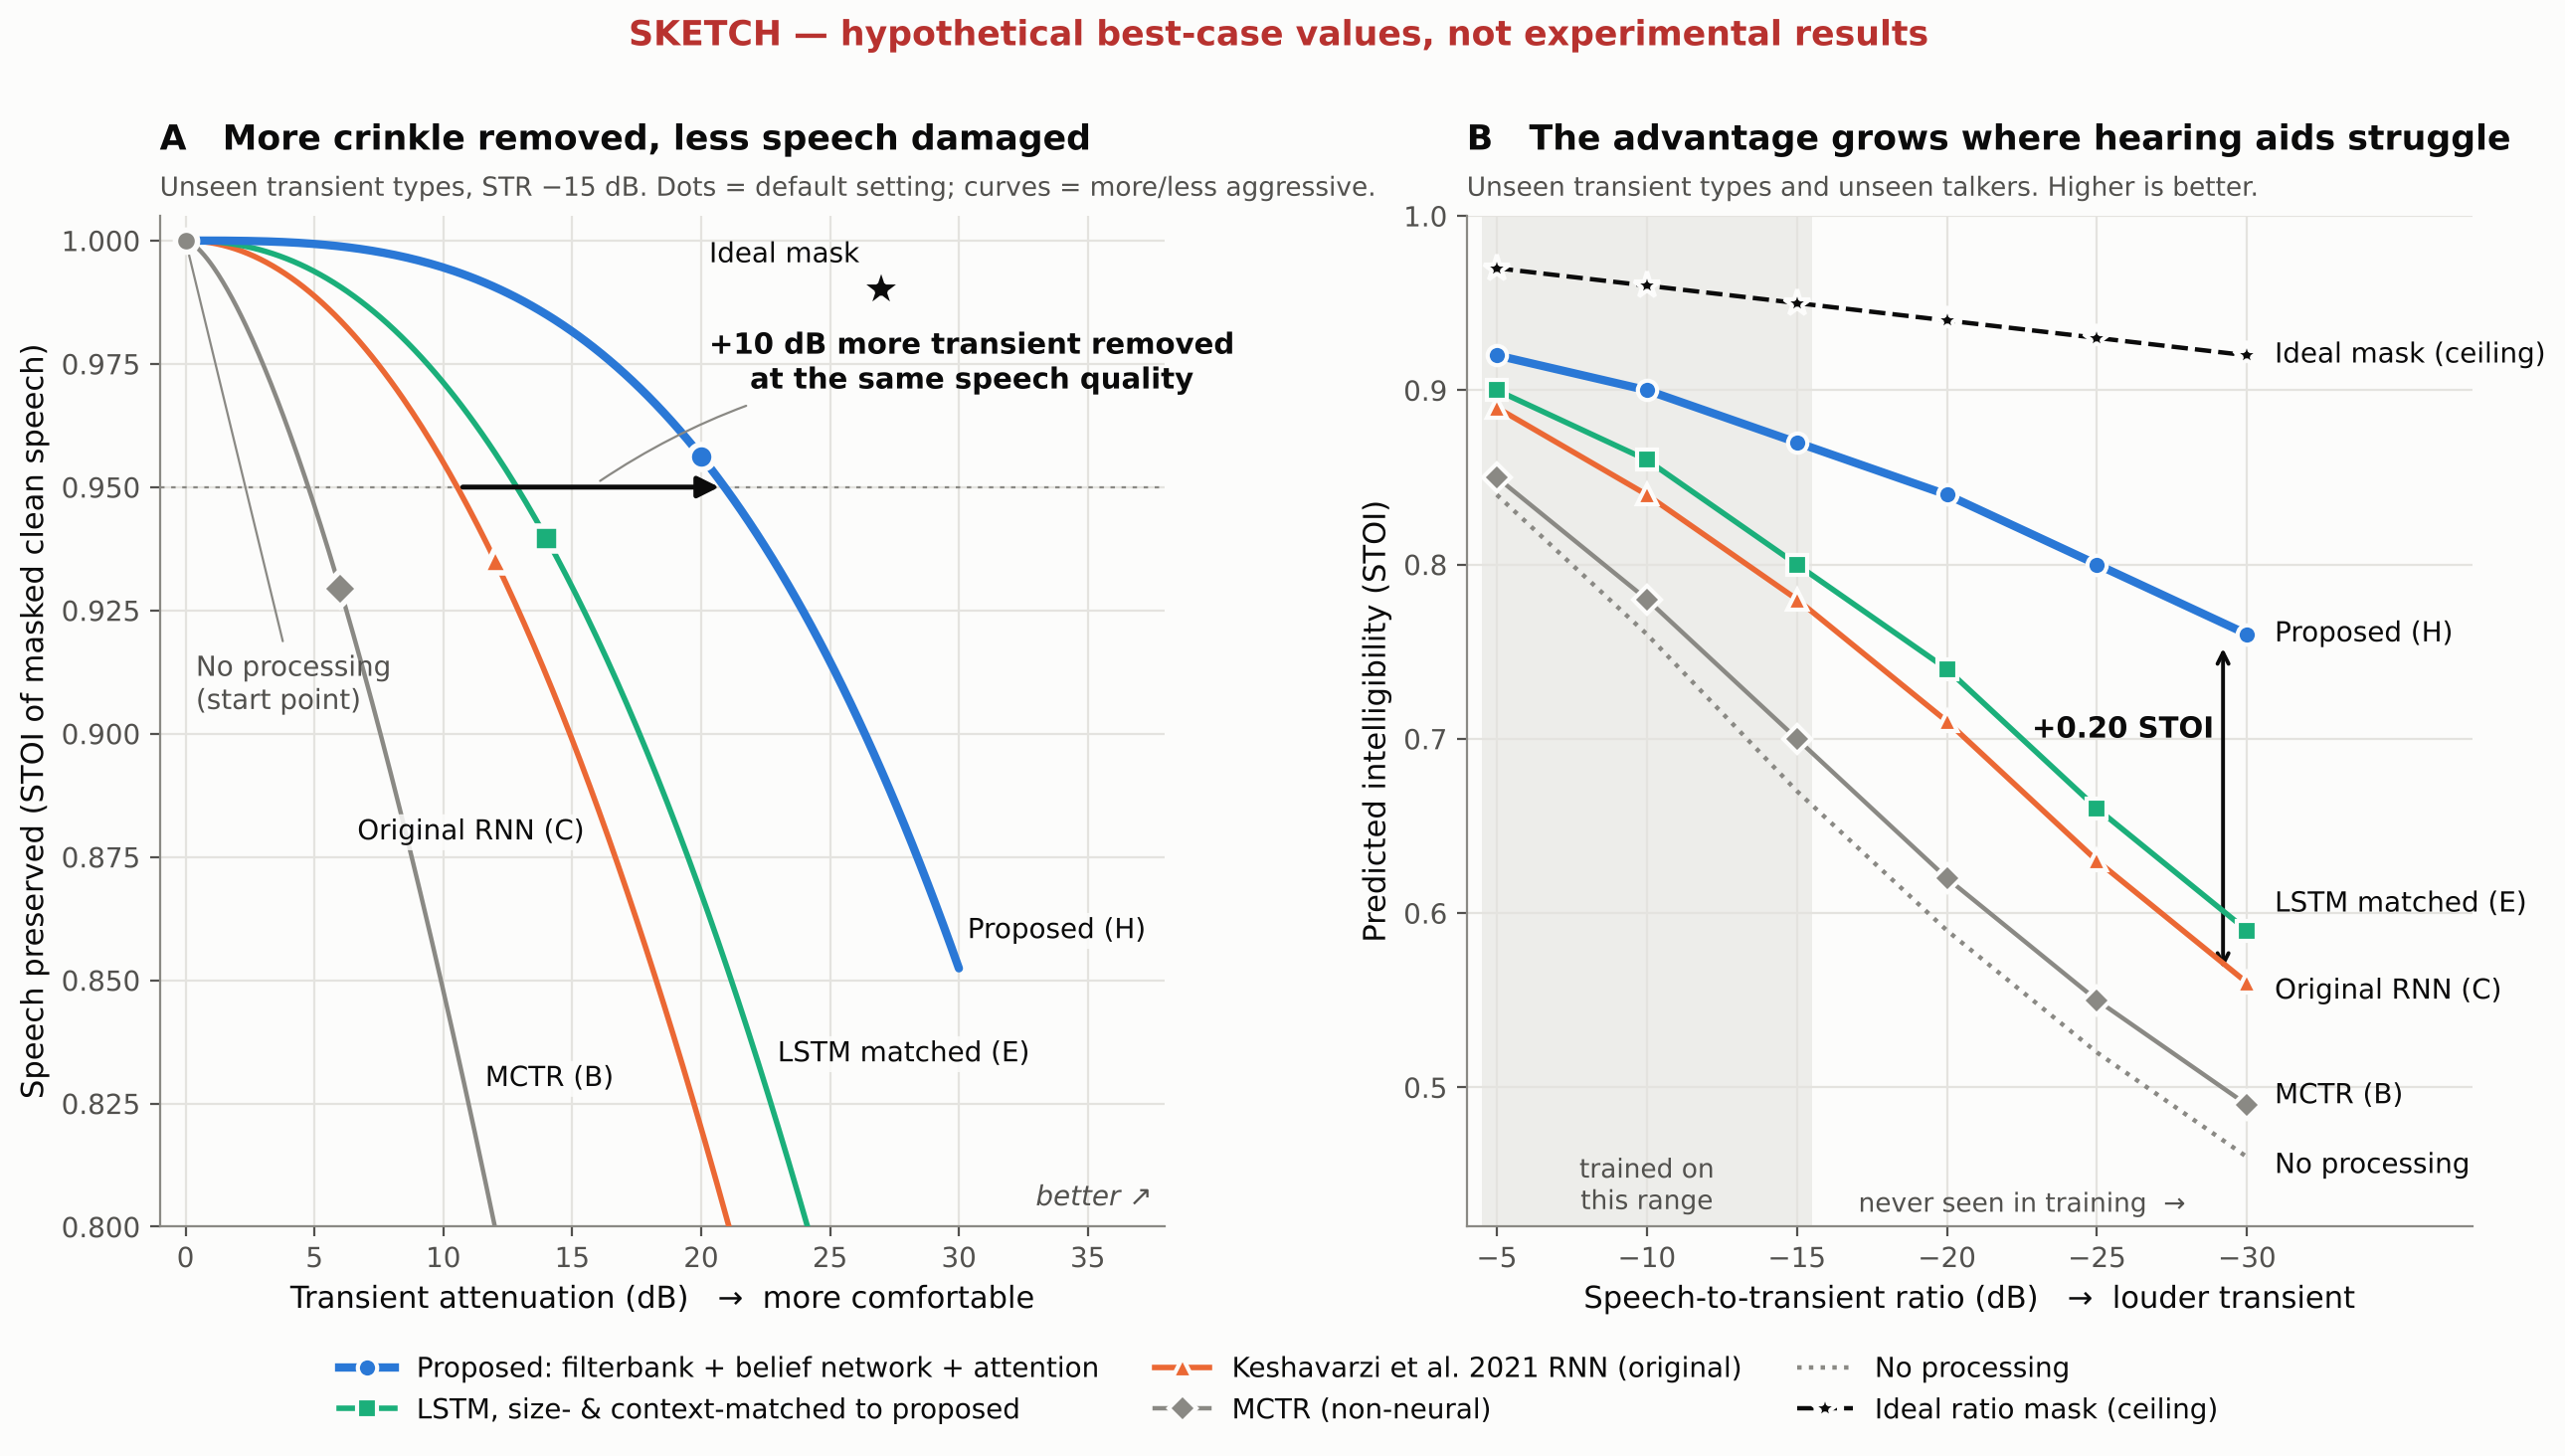 SKETCH — hypothetical best-case values, not experimental results
A More crinkle removed, less speech damaged
Unseen transient types, STR −15 dB. Dots = default setting; curves = more/less aggressive.
Speech preserved (STOI of masked clean speech)
1.000
0.975
0.950
0.925
0.900
0.875
0.850
0.825
0.800
Ideal mask
+10 dB more transient removed
at the same speech quality
No processing
(start point)
Original RNN (C)
Proposed (H)
LSTM matched (E)
MCTR (B)
better ↗
0 5 10 15 20 25 30 35
Transient attenuation (dB) → more comfortable
B The advantage grows where hearing aids struggle
Unseen transient types and unseen talkers. Higher is better.
Predicted intelligibility (STOI)
1.0
0.9
0.8
0.7
0.6
0.5
Ideal mask (ceiling)
Proposed (H)
+0.20 STOI
LSTM matched (E)
Original RNN (C)
MCTR (B)
No processing
trained on
this range
never seen in training →
−5 −10 −15 −20 −25 −30
Speech-to-transient ratio (dB) → louder transient
Proposed: filterbank + belief network + attention
LSTM, size- & context-matched to proposed
Keshavarzi et al. 2021 RNN (original)
MCTR (non-neural)
No processing
Ideal ratio mask (ceiling)